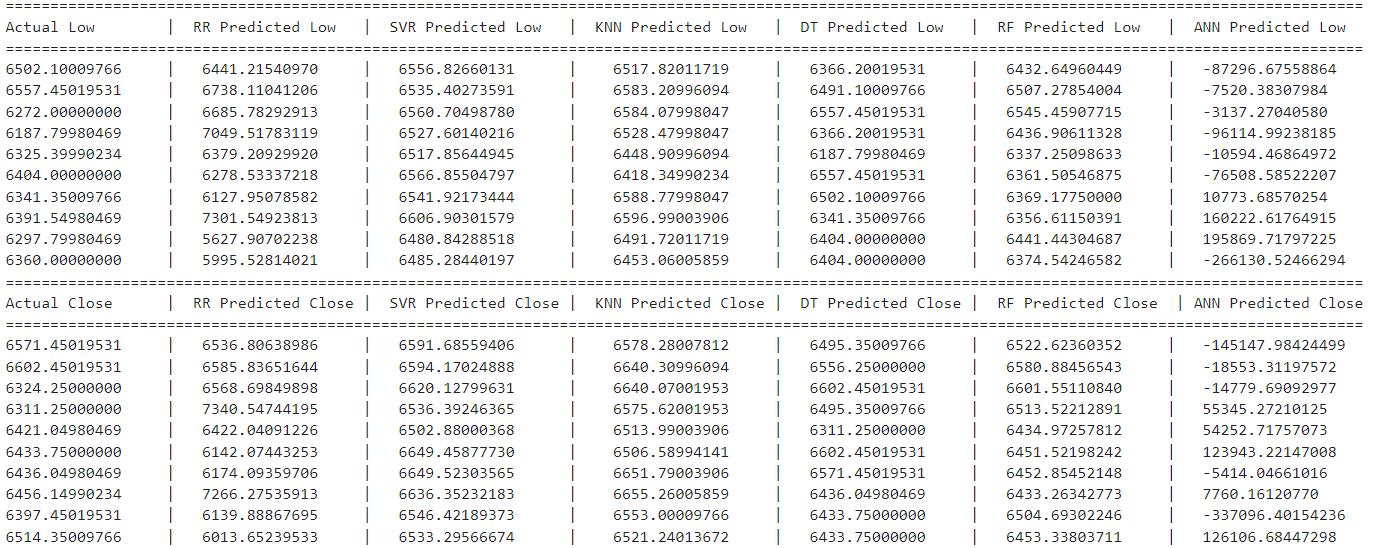 ================================================================================
Actual Low | RR Predicted Low | SVR Predicted Low | KNN Predicted Low | DT Predicted Low | RF Predicted Low | ANN Predicted Low
================================================================================
6502.10009766 | 6441.21540970 | 6556.82660131 | 6517.82011719 | 6366.20019531 | 6432.64960449 | -87296.67558864
6557.45019531 | 6738.11041206 | 6535.40273591 | 6583.20996094 | 6491.10009766 | 6507.27854004 | -7520.38307984
6272.00000000 | 6685.78292913 | 6560.70498780 | 6584.07998047 | 6557.45019531 | 6545.45907715 | -3137.27040580
6187.79980469 | 7049.51783119 | 6527.60140216 | 6528.47998047 | 6366.20019531 | 6436.90611328 | -96114.99238185
6325.39990234 | 6379.20929920 | 6517.85644945 | 6448.90996094 | 6187.79980469 | 6337.25098633 | -10594.46864972
6404.00000000 | 6278.53337218 | 6566.85504797 | 6418.34990234 | 6557.45019531 | 6361.50546875 | -76508.58522207
6341.35009766 | 6127.95078582 | 6541.92173444 | 6588.77998047 | 6502.10009766 | 6369.17750000 | 10773.68570254
6391.54980469 | 7301.54923813 | 6606.90301579 | 6596.99003906 | 6341.35009766 | 6356.61150391 | 160222.61764915
6297.79980469 | 5627.90702238 | 6480.84288518 | 6491.72011719 | 6404.00000000 | 6441.44304687 | 195869.71797225
6360.00000000 | 5995.52814021 | 6485.28440197 | 6453.06005859 | 6404.00000000 | 6374.54246582 | -266130.52466294
================================================================================
Actual Close | RR Predicted Close | SVR Predicted Close | KNN Predicted Close | DT Predicted Close | RF Predicted Close | ANN Predicted Close
================================================================================
6571.45019531 | 6536.80638986 | 6591.68559406 | 6578.28007812 | 6495.35009766 | 6522.62360352 | -145147.98424499
6602.45019531 | 6585.83651644 | 6594.17024888 | 6640.30996094 | 6556.25000000 | 6580.88456543 | -18553.31197572
6324.25000000 | 6568.69849898 | 6620.12799631 | 6640.07001953 | 6602.45019531 | 6601.55110840 | -14779.69092977
6311.25000000 | 7340.54744195 | 6536.39246365 | 6575.62001953 | 6495.35009766 | 6513.52212891 | 55345.27210125
6421.04980469 | 6422.04091226 | 6502.88000368 | 6513.99003906 | 6311.25000000 | 6434.97257812 | 54252.71757073
6433.75000000 | 6142.07443253 | 6649.45877730 | 6506.58994141 | 6602.45019531 | 6451.52198242 | 123943.22147008
6436.04980469 | 6174.09359706 | 6649.52303565 | 6651.79003906 | 6571.45019531 | 6452.85452148 | -5414.04661016
6456.14990234 | 7266.27535913 | 6636.35232183 | 6655.26005859 | 6436.04980469 | 6433.26342773 | 7760.16120770
6397.45019531 | 6139.88867695 | 6546.42189373 | 6553.00009766 | 6433.75000000 | 6504.69302246 | -337096.40154236
6514.35009766 | 6013.65239533 | 6533.29566674 | 6521.24013672 | 6433.75000000 | 6453.33803711 | 126106.68447298